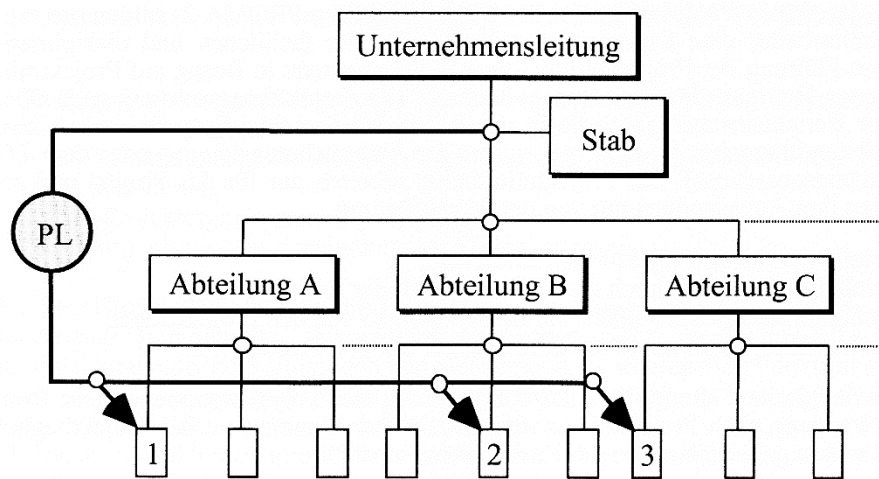 Unternehmensleitung
Stab
PL
Abteilung A
Abteilung B
Abteilung C
1
2
3